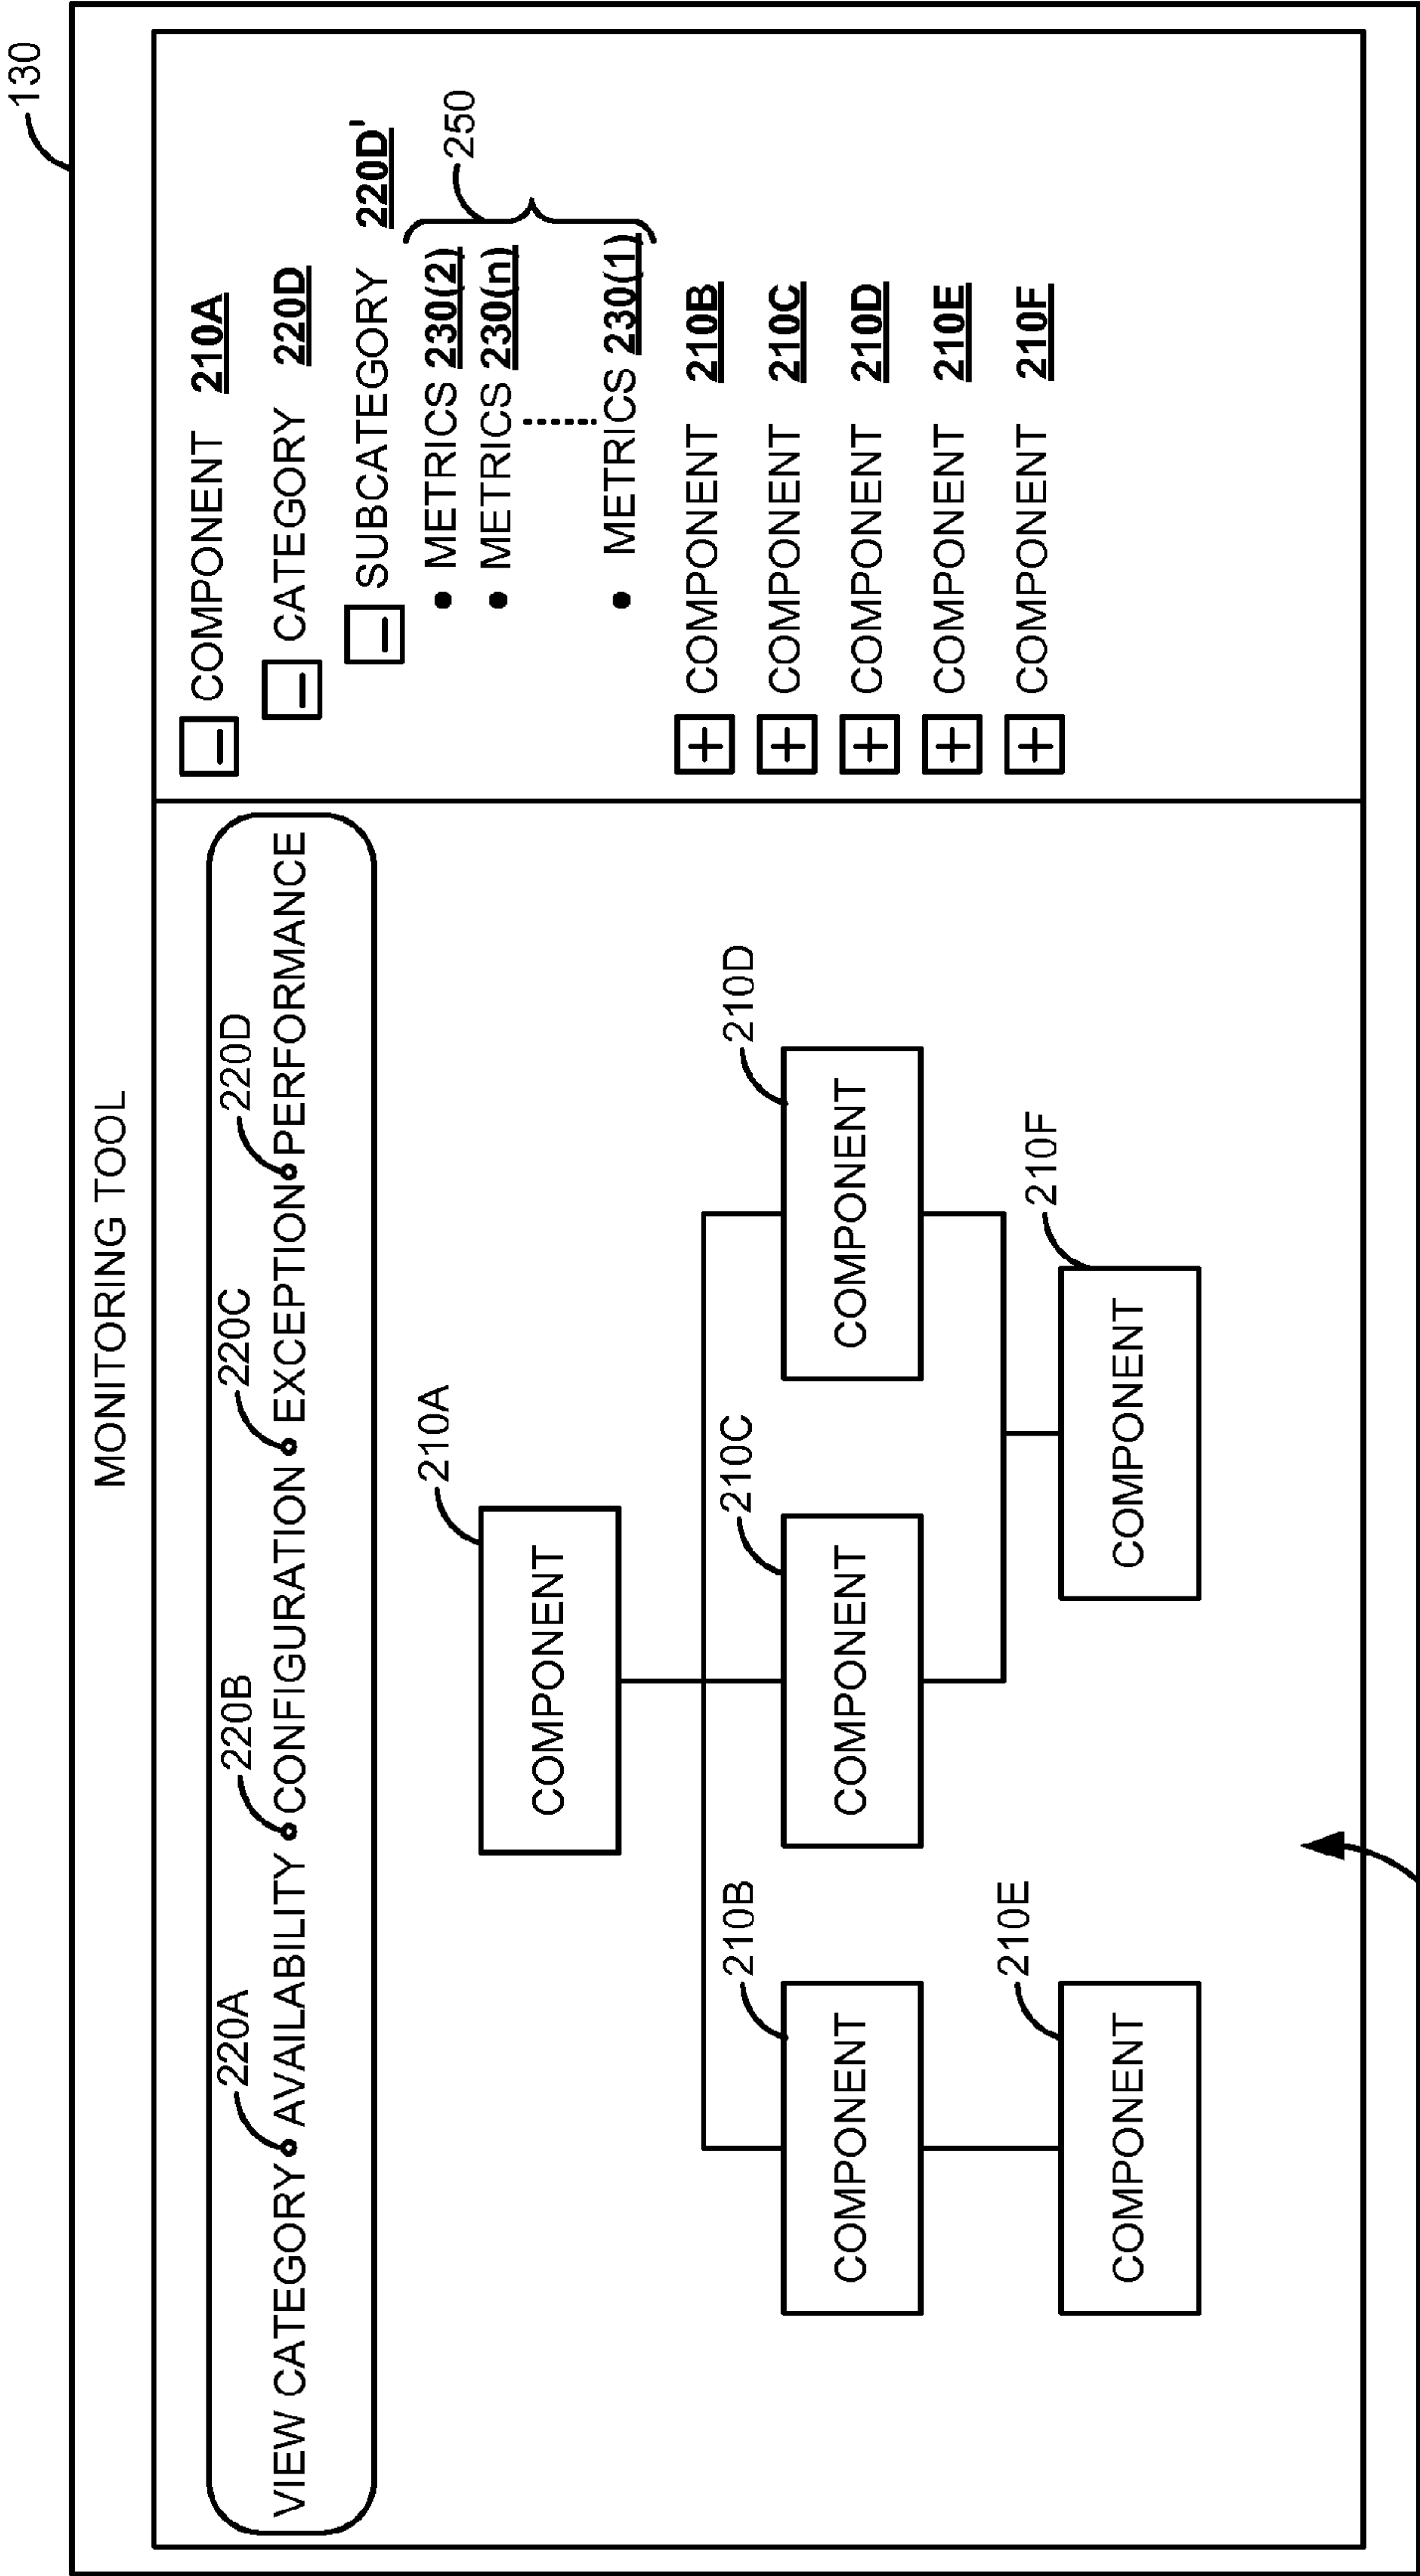 130
MONITORING TOOL
220A 220B 220C 220D
VIEW CATEGORY AVAILABILITY CONFIGURATION EXCEPTION PERFORMANCE
210A
COMPONENT
210B 210C 210D
COMPONENT COMPONENT COMPONENT
210E 210F
COMPONENT COMPONENT
− COMPONENT 210A
− CATEGORY 220D
− SUBCATEGORY 220D'
• METRICS 230(2)
• METRICS 230(n)
• METRICS 230(1)
250
+ COMPONENT 210B
+ COMPONENT 210C
+ COMPONENT 210D
+ COMPONENT 210E
+ COMPONENT 210F